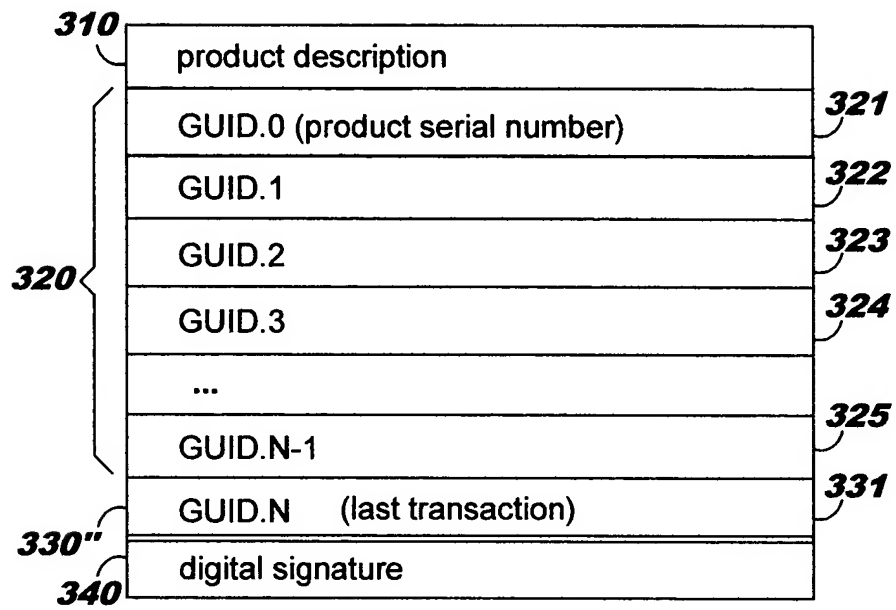 310
product description
321
GUID.0 (product serial number)
322
GUID.1
323
GUID.2
320
324
GUID.3
...
325
GUID.N-1
331
GUID.N (last transaction)
330"
digital signature
340